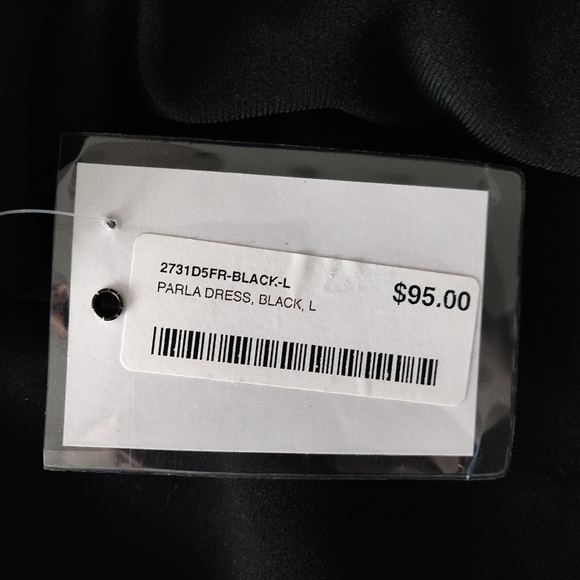 2731D5FR-BLACK-L
PARLA DRESS, BLACK, L
$95.00